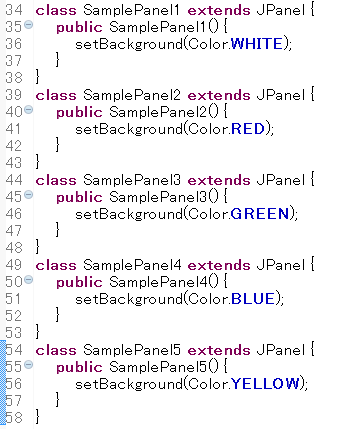 34 class SamplePanel1 extends JPanel {
35 public SamplePanel1() {
36 setBackground(Color.WHITE);
37 }
38 }
39 class SamplePanel2 extends JPanel {
40 public SamplePanel2() {
41 setBackground(Color.RED);
42 }
43 }
44 class SamplePanel3 extends JPanel {
45 public SamplePanel3() {
46 setBackground(Color.GREEN);
47 }
48 }
49 class SamplePanel4 extends JPanel {
50 public SamplePanel4() {
51 setBackground(Color.BLUE);
52 }
53 }
54 class SamplePanel5 extends JPanel {
55 public SamplePanel5() {
56 setBackground(Color.YELLOW);
57 }
58 }